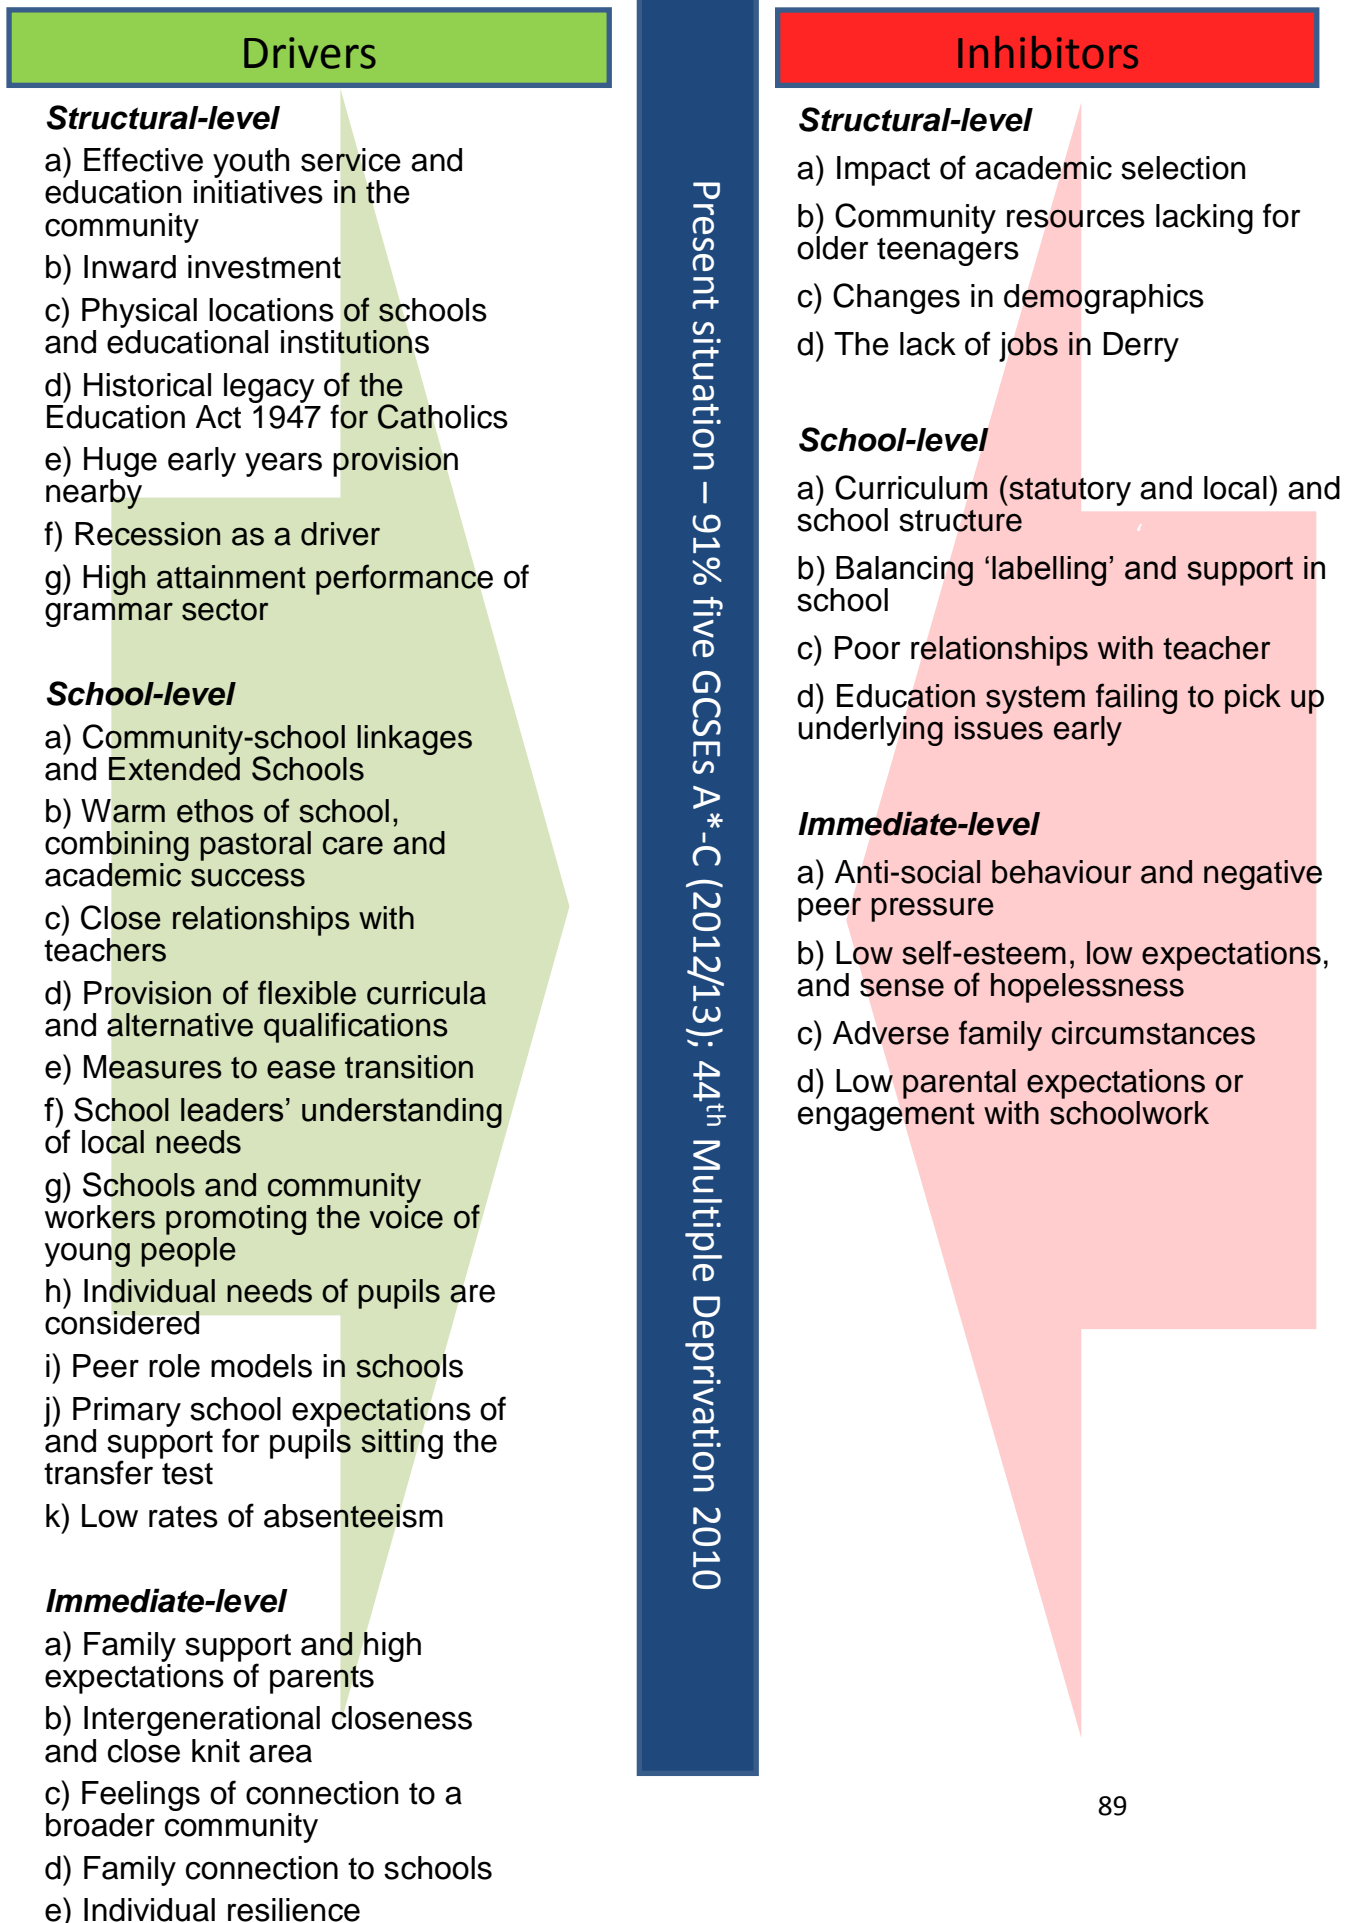 Drivers
Structural-level
a) Effective youth service and
education initiatives in the
community
b) Inward investment
c) Physical locations of schools
and educational institutions
d) Historical legacy of the
Education Act 1947 for Catholics
e) Huge early years provision
nearby
f) Recession as a driver
g) High attainment performance of
grammar sector
School-level
a) Community-school linkages
and Extended Schools
b) Warm ethos of school,
combining pastoral care and
academic success
c) Close relationships with
teachers
d) Provision of flexible curricula
and alternative qualifications
e) Measures to ease transition
f) School leaders’ understanding
of local needs
g) Schools and community
workers promoting the voice of
young people
h) Individual needs of pupils are
considered
i) Peer role models in schools
j) Primary school expectations of
and support for pupils sitting the
transfer test
k) Low rates of absenteeism
Immediate-level
a) Family support and high
expectations of parents
b) Intergenerational closeness
and close knit area
c) Feelings of connection to a
broader community
d) Family connection to schools
e) Individual resilience
Present situation – 91% five GCSEs A*-C (2012/13); 44th Multiple Deprivation 2010
Inhibitors
Structural-level
a) Impact of academic selection
b) Community resources lacking for
older teenagers
c) Changes in demographics
d) The lack of jobs in Derry
School-level
a) Curriculum (statutory and local) and
school structure
b) Balancing ‘labelling’ and support in
school
c) Poor relationships with teacher
d) Education system failing to pick up
underlying issues early
Immediate-level
a) Anti-social behaviour and negative
peer pressure
b) Low self-esteem, low expectations,
and sense of hopelessness
c) Adverse family circumstances
d) Low parental expectations or
engagement with schoolwork
89